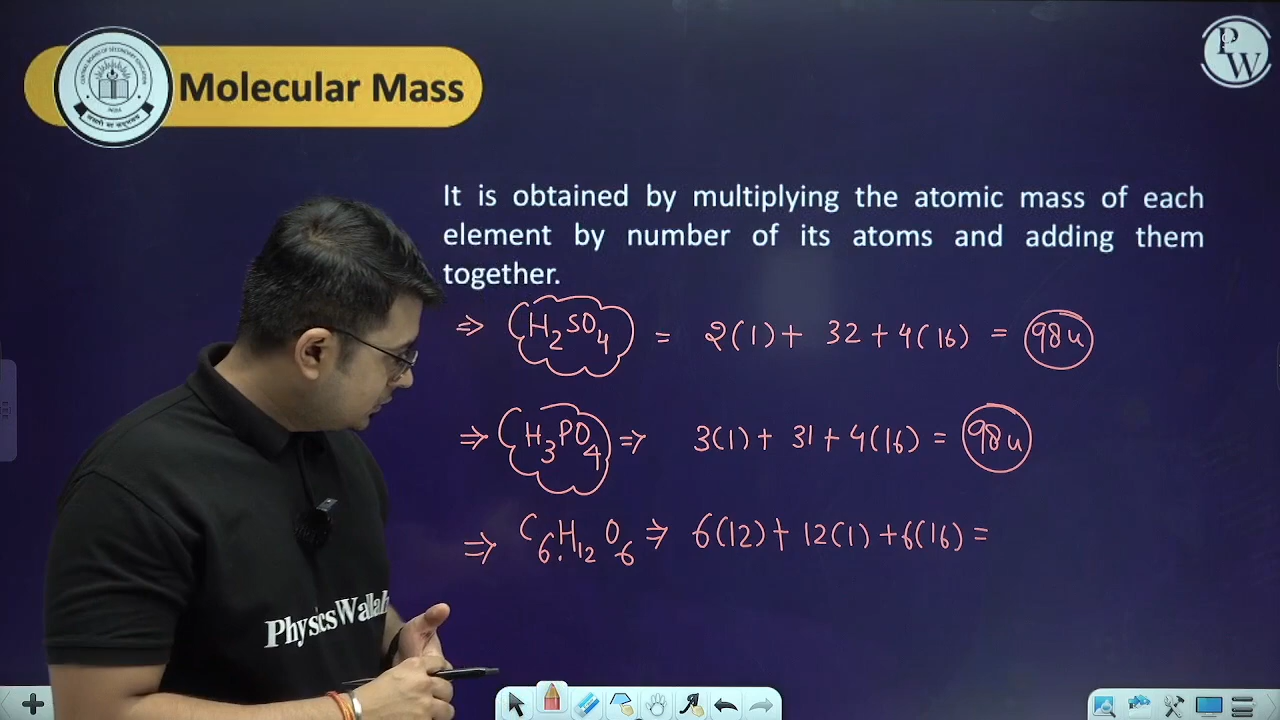 Molecular Mass
PW
It is obtained by multiplying the atomic mass of each
element by number of its atoms and adding them
together.
⇒ H₂SO₄ = 2(1) + 32 + 4(16) = 98u
⇒ H₃PO₄ ⇒ 3(1) + 31 + 4(16) = 98u
⇒ C₆H₁₂O₆ ⇒ 6(12) + 12(1) + 6(16) =
PhysicsWallah